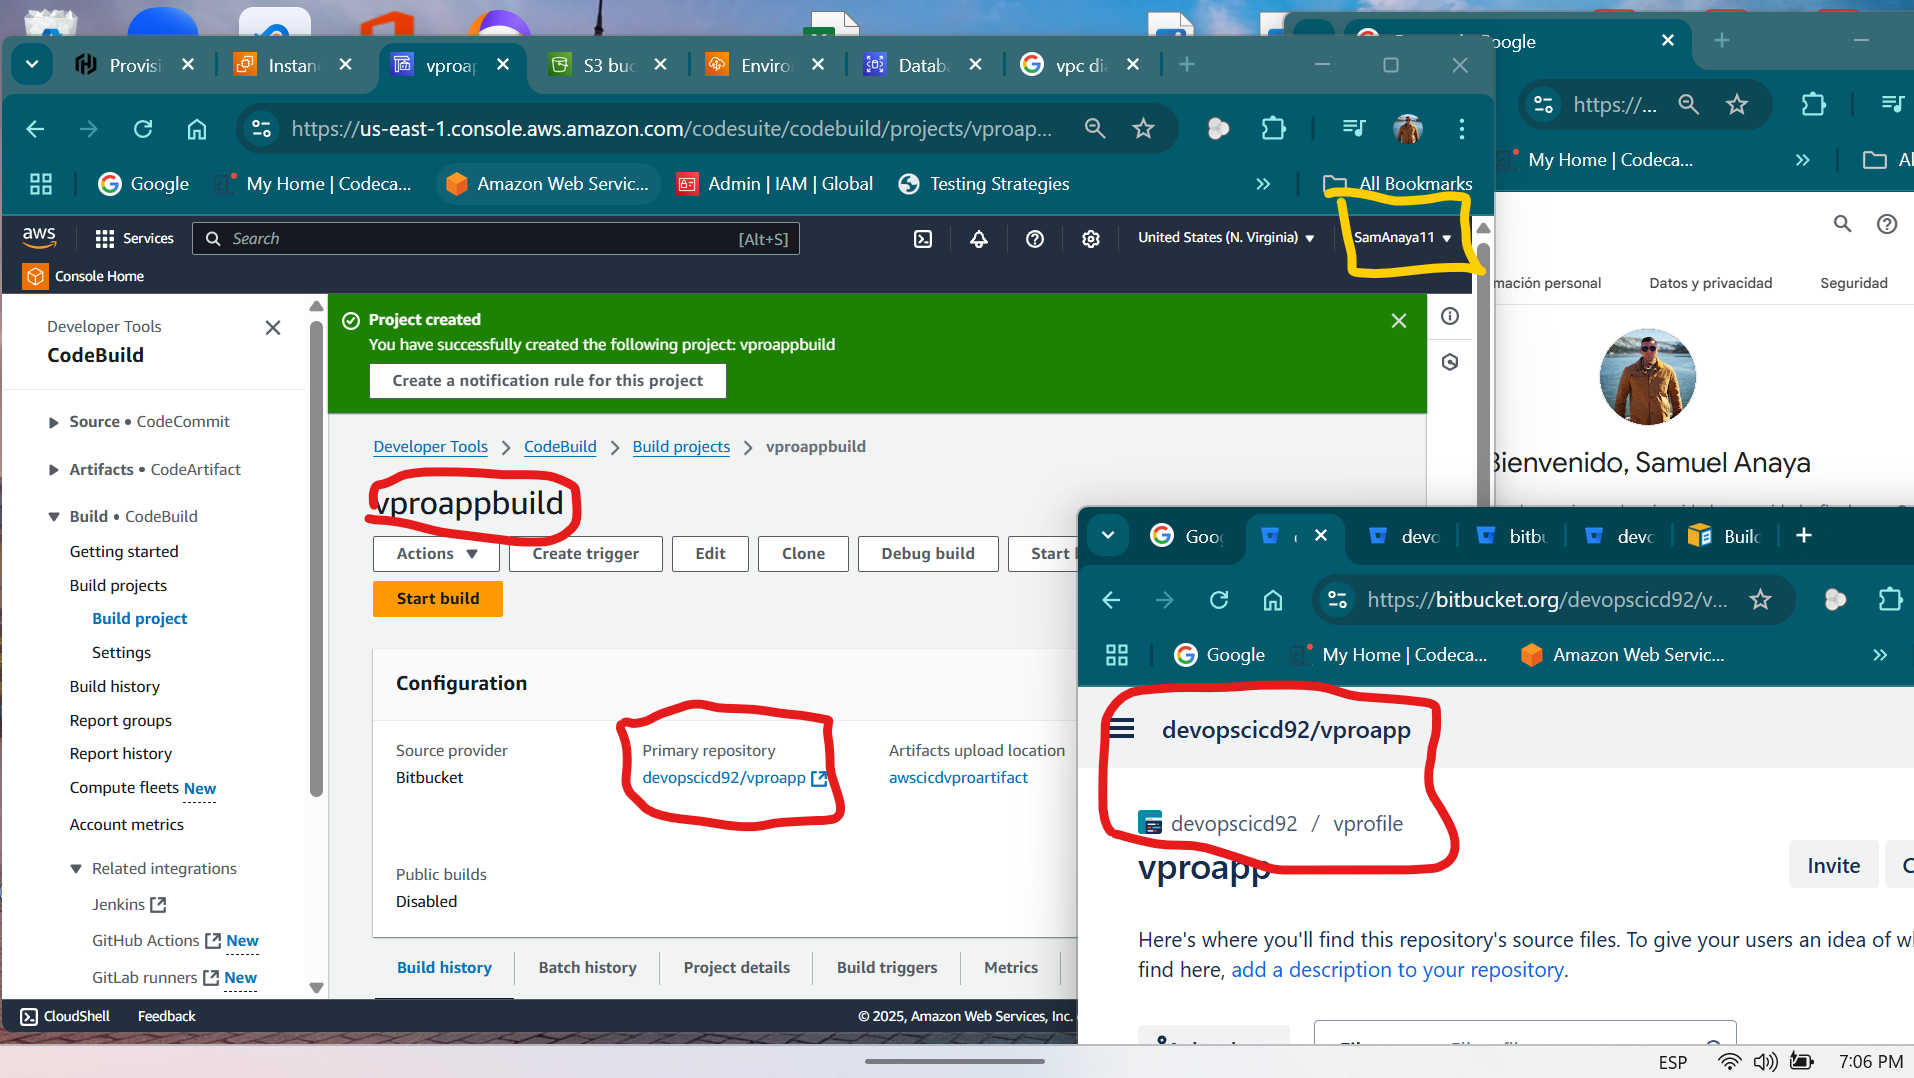 Provisi
Instan
vproap
S3 buc
Enviro
Databa
vpc dia
https://us-east-1.console.aws.amazon.com/codesuite/codebuild/projects/vproap...
Google
My Home | Codeca...
Amazon Web Servic...
Admin | IAM | Global
Testing Strategies
All Bookmarks
aws
Services
Search
[Alt+S]
United States (N. Virginia)
SamAnaya11
Console Home
Developer Tools
CodeBuild
Source • CodeCommit
Artifacts • CodeArtifact
Build • CodeBuild
Getting started
Build projects
Build project
Settings
Build history
Report groups
Report history
Compute fleets New
Account metrics
Related integrations
Jenkins
GitHub Actions New
GitLab runners New
Project created
You have successfully created the following project: vproappbuild
Create a notification rule for this project
Developer Tools
CodeBuild
Build projects
vproappbuild
vproappbuild
Actions
Create trigger
Edit
Clone
Debug build
Start
Start build
Configuration
Source provider
Bitbucket
Primary repository
devopscicd92/vproapp
Artifacts upload location
awscicdvproartifact
Public builds
Disabled
Build history
Batch history
Project details
Build triggers
Metrics
CloudShell
Feedback
© 2025, Amazon Web Services, Inc.
oogle
https://...
My Home | Codeca...
Al
mación personal
Datos y privacidad
Seguridad
Bienvenido, Samuel Anaya
Goo
devo
bitbu
devo
Build
https://bitbucket.org/devopscicd92/v...
Google
My Home | Codeca...
Amazon Web Servic...
devopscicd92/vproapp
devopscicd92 / vprofile
vproapp
Invite
C
Here's where you'll find this repository's source files. To give your users an idea of wh
find here, add a description to your repository.
ESP
7:06 PM